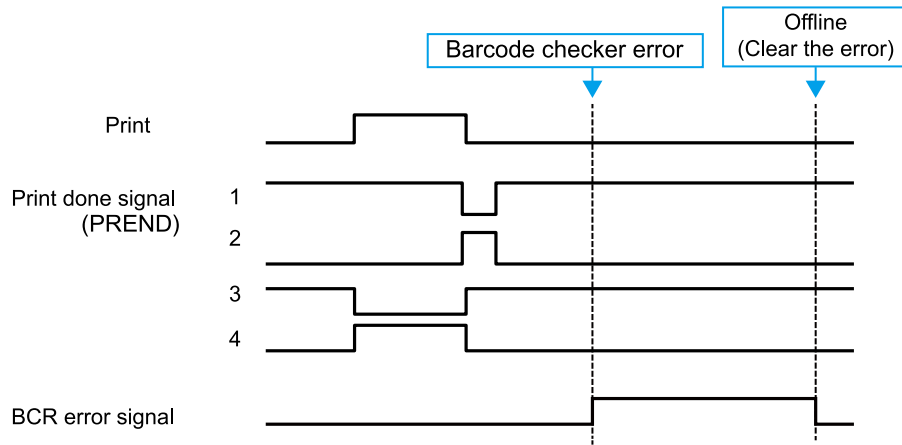 Barcode checker error
Offline
(Clear the error)
Print
Print done signal
(PREND)
1
2
3
4
BCR error signal